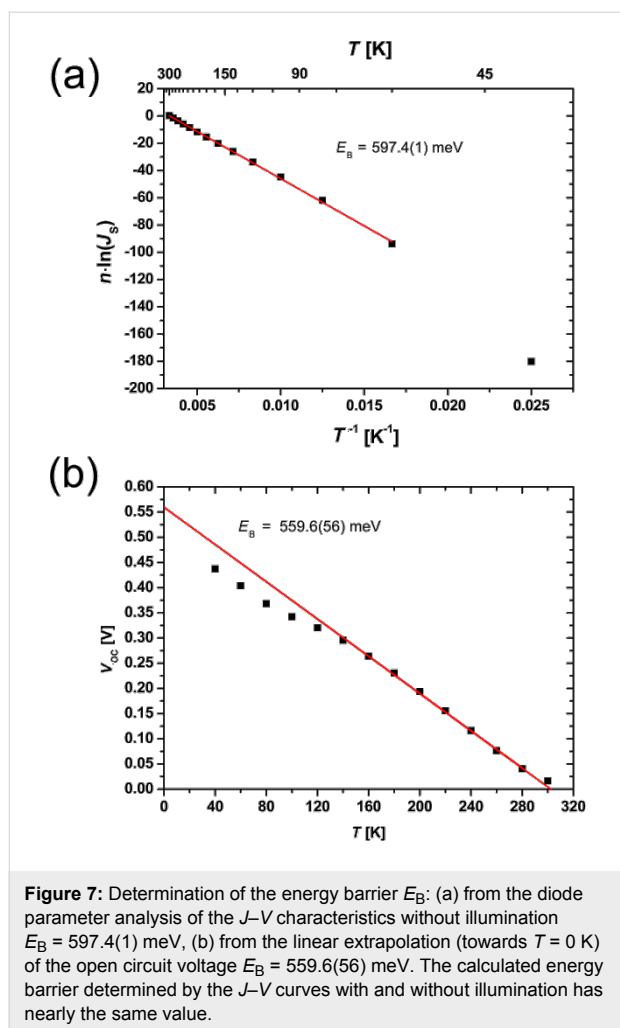 (a)
T [K]
300 150 90 45
20
0
-20
-40
-60
-80
-100
-120
-140
-160
-180
-200
n·ln(Js)
E_B = 597.4(1) meV
0.005 0.010 0.015 0.020 0.025
T⁻¹ [K⁻¹]
(b)
0.60
0.55
0.50
0.45
0.40
0.35
0.30
0.25
0.20
0.15
0.10
0.05
0.00
V_oc [V]
E_B = 559.6(56) meV
0 40 80 120 160 200 240 280 320
T [K]
Figure 7: Determination of the energy barrier E_B: (a) from the diode
parameter analysis of the J–V characteristics without illumination
E_B = 597.4(1) meV, (b) from the linear extrapolation (towards T = 0 K)
of the open circuit voltage E_B = 559.6(56) meV. The calculated energy
barrier determined by the J–V curves with and without illumination has
nearly the same value.